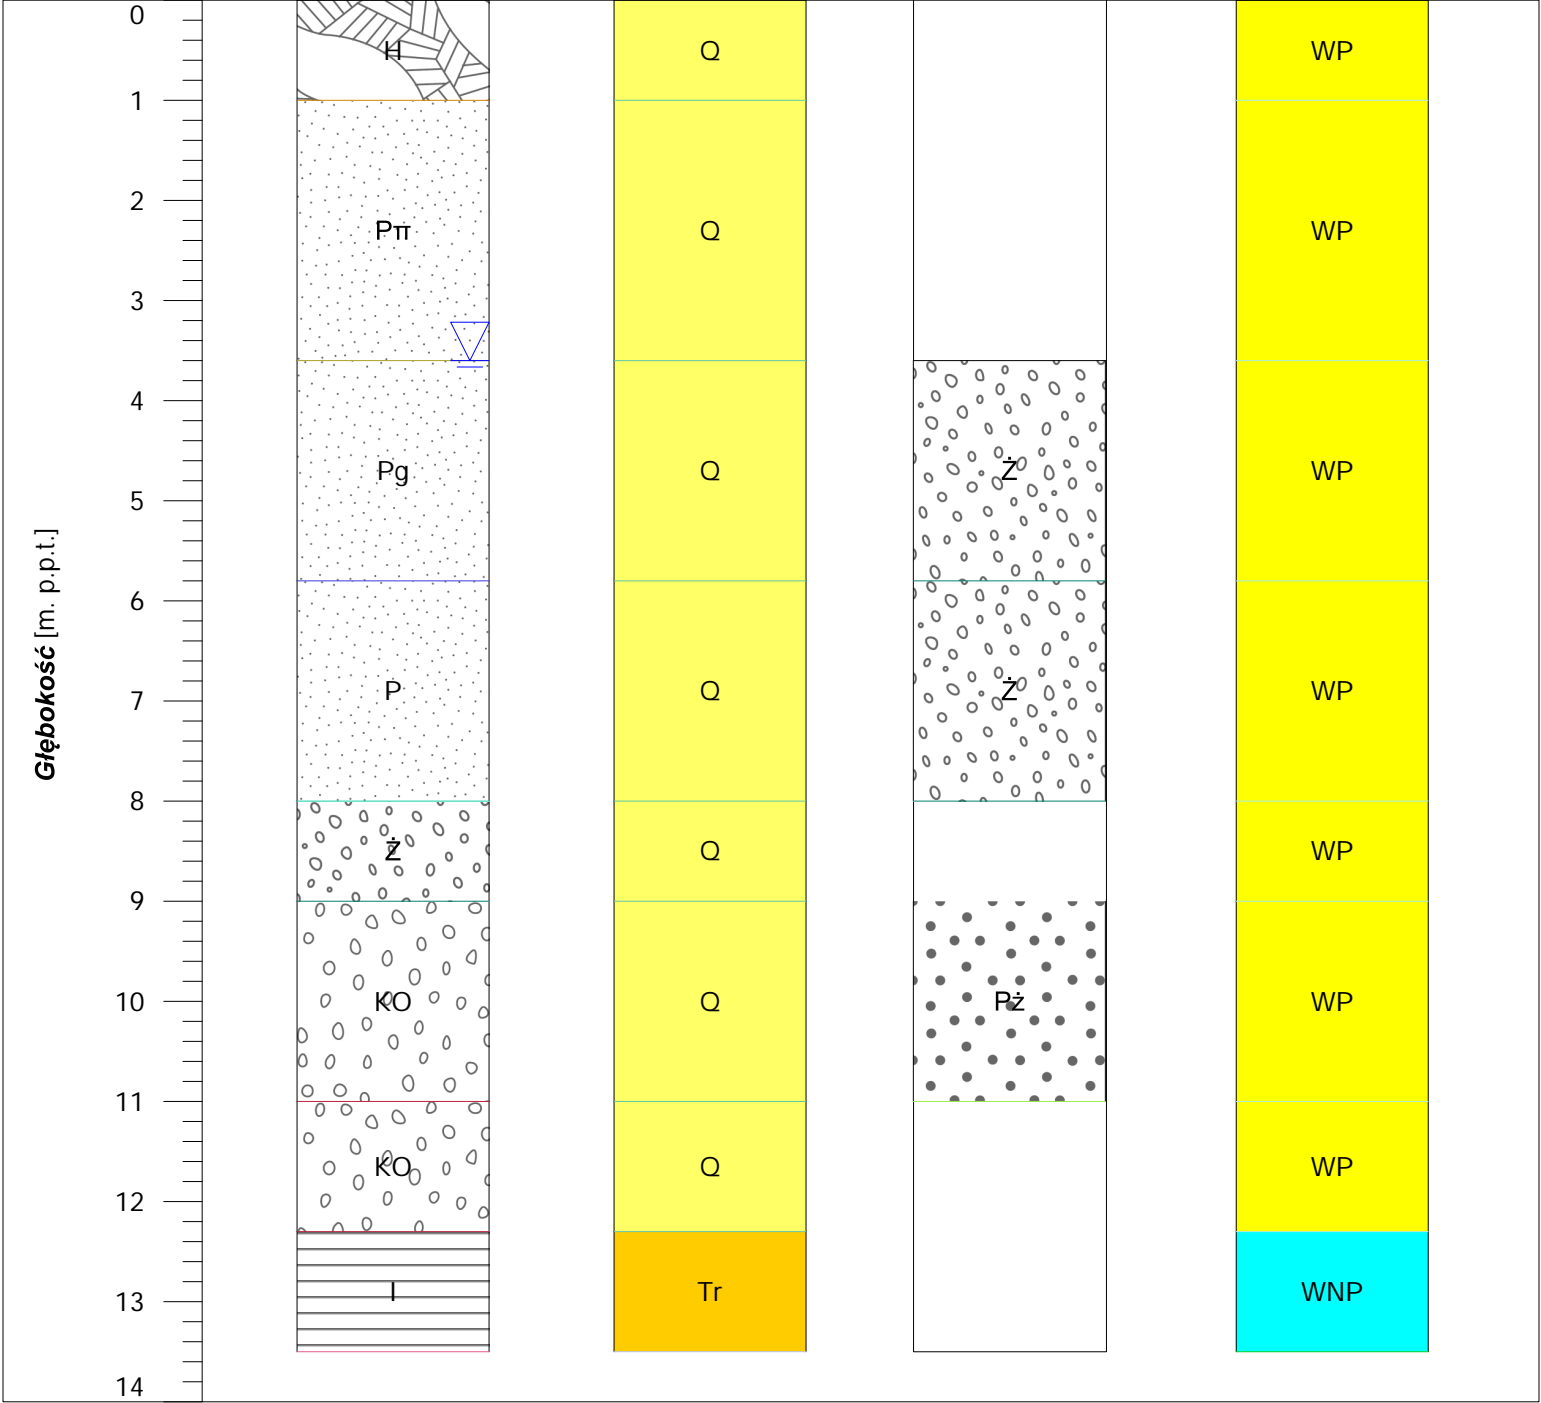 Głębokość [m. p.p.t.]
0
H Q WP
1
2
Pπ Q WP
3
4
Pg Q Ż WP
5
6
P Q Ż WP
7
8
Ż Q WP
9
10 KO Q Pż WP
11
KO Q WP
12
I Tr WNP
13
14